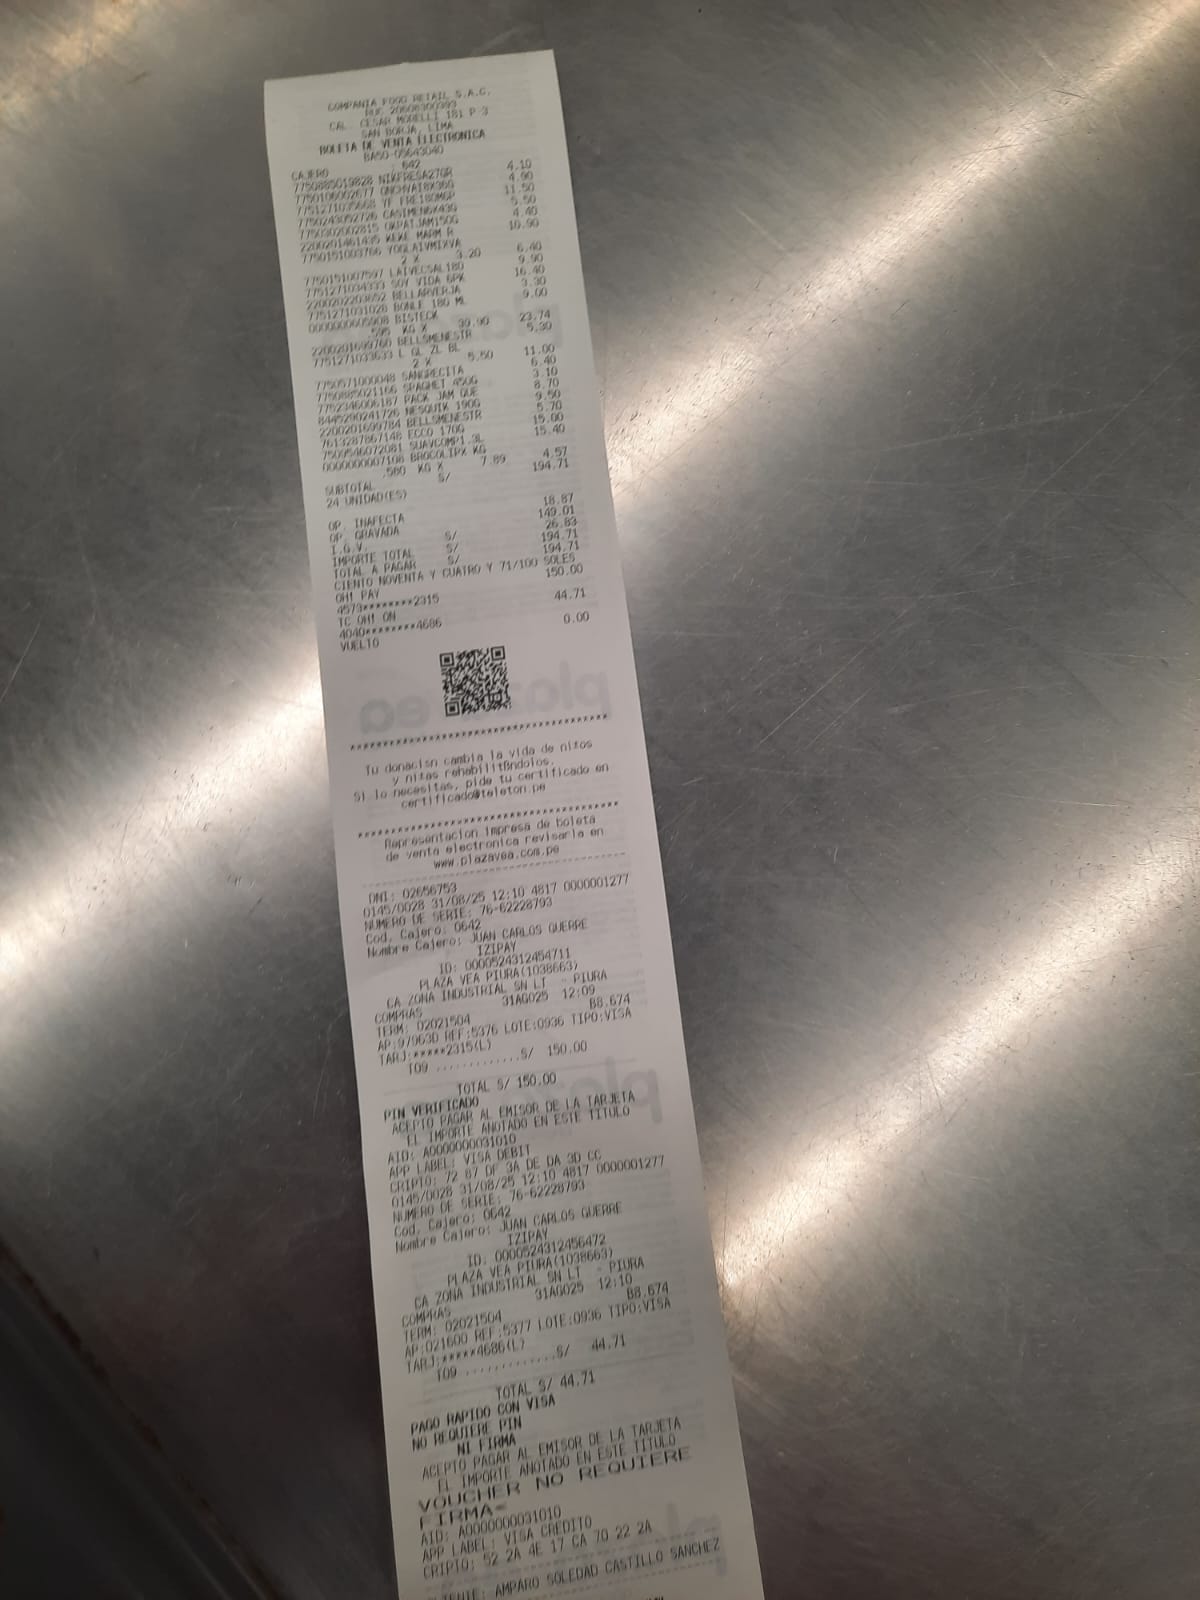 COMPANIA FOOD RETAIL S.A.C.
RUC 20608300393
CAL. CESAR MORELLI 181 P-3
SAN BORJA, LIMA
BOLETA DE VENTA ELECTRONICA
BA50-05643040
CAJERO : 642
7750885019828 NIKFRESA27GR 4.10
7750106002677 GNCHVAI8X36G 4.90
7751271035668 YF FRE180MGP 11.50
7750243052726 CASIMEN6X43G 5.50
7750302002815 OKPATJAM150G 4.40
2200201461435 KEKE MARM R 10.90
7750151003766 YOGLAIVMIXVA
2 X 3.20 6.40
7750151007597 LAIVECSAL180 9.90
7751271034333 SOY VIDA 6PK 16.40
2200202203652 BELLARVERJA 3.30
7751271031028 BONLE 180 ML 9.00
0000000605908 BISTECK
.595 KG X 39.90 23.74
2200201699760 BELLSMENESTR 5.30
7751271033633 L GL ZL BL
2 X 5.50 11.00
7750571000048 SANGRECITA 6.40
7750885021166 SPAGHET 450G 3.10
7752346006187 PACK JAM QUE 8.70
8445290241726 NESQUIK 190G 9.50
2200201699784 BELLSMENESTR 5.70
7613287867148 ECCO 170G 15.00
7509546072081 SUAVCOMP1.3L 15.40
0000000007108 BROCOLIPX KG
.580 KG X 7.89 4.57
SUBTOTAL S/ 194.71
24 UNIDAD(ES)
OP. INAFECTA 18.87
OP. GRAVADA 149.01
I.G.V. S/ 26.83
IMPORTE TOTAL S/ 194.71
TOTAL A PAGAR S/ 194.71
CIENTO NOVENTA Y CUATRO Y 71/100 SOLES
OH! PAY 150.00
4573********2315
TC OH! ON 44.71
4040********4686
VUELTO 0.00
***********************************
Tu donacisn cambia la vida de niños
y nitas rehabilitßndolos.
Si lo necesitas, pide tu certificado en
certificado@teleton.pe
***********************************
Representacion impresa de boleta
de venta electronica revisarla en
www.plazavea.com.pe
DNI: 02656753
0145/0028 31/08/25 12:10 4817 0000001277
NUMERO DE SERIE: 76-62228793
Cod. Cajero: 0642
Nombre Cajero: JUAN CARLOS GUERRE
IZIPAY
ID: 0000524312454711
PLAZA VEA PIURA(1038663)
CA ZONA INDUSTRIAL SN LT - PIURA
COMPRAS 31AGO25 12:09
TERM: 02021504 B8.674
AP:97963D REF:5376 LOTE:0936 TIPO:VISA
TARJ:*****2315(L)
T09 .............S/ 150.00
TOTAL S/ 150.00
PIN VERIFICADO
ACEPTO PAGAR AL EMISOR DE LA TARJETA
EL IMPORTE ANOTADO EN ESTE TITULO
AID: A0000000031010
APP LABEL: VISA DEBIT
CRIPTO: 72 87 DF 3A DE DA 3D CC
0145/0028 31/08/25 12:10 4817 0000001277
NUMERO DE SERIE: 76-62228793
Cod. Cajero: 0642
Nombre Cajero: JUAN CARLOS GUERRE
IZIPAY
ID: 0000524312456472
PLAZA VEA PIURA(1038663)
CA ZONA INDUSTRIAL SN LT - PIURA
COMPRAS 31AGO25 12:10
TERM: 02021504 B8.674
AP:021600 REF:5377 LOTE:0936 TIPO:VISA
TARJ:*****4686(L)
T09 .............S/ 44.71
TOTAL S/ 44.71
PAGO RAPIDO CON VISA
NO REQUIERE PIN
NI FIRMA
ACEPTO PAGAR AL EMISOR DE LA TARJETA
EL IMPORTE ANOTADO EN ESTE TITULO
VOUCHER NO REQUIERE
FIRMA-
AID: A0000000031010
APP LABEL: VISA CREDITO
CRIPTO: 52 2A 4E 17 CA 70 22 2A
CLIENTE: AMPARO SOLEDAD CASTILLO SANCHEZ